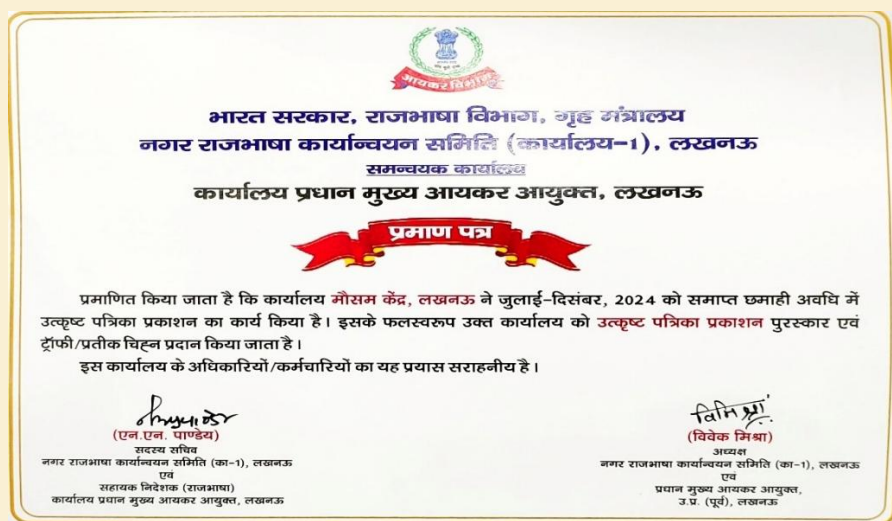 आयकर विभाग
भारत सरकार, राजभाषा विभाग, गृह मंत्रालय
नगर राजभाषा कार्यान्वयन समिति (कार्यालय-1), लखनऊ
समन्वयक कार्यालय
कार्यालय प्रधान मुख्य आयकर आयुक्त, लखनऊ
प्रमाण पत्र
प्रमाणित किया जाता है कि कार्यालय मौसम केंद्र, लखनऊ ने जुलाई-दिसंबर, 2024 को समाप्त छमाही अवधि में
उत्कृष्ट पत्रिका प्रकाशन का कार्य किया है। इसके फलस्वरूप उक्त कार्यालय को उत्कृष्ट पत्रिका प्रकाशन पुरस्कार एवं
ट्रॉफी/प्रतीक चिह्न प्रदान किया जाता है।
इस कार्यालय के अधिकारियों/कर्मचारियों का यह प्रयास सराहनीय है।
(एन.एन. पाण्डेय)
सदस्य सचिव
नगर राजभाषा कार्यान्वयन समिति (का-1), लखनऊ
एवं
सहायक निदेशक (राजभाषा)
कार्यालय प्रधान मुख्य आयकर आयुक्त, लखनऊ
(विवेक मिश्रा)
अध्यक्ष
नगर राजभाषा कार्यान्वयन समिति (का-1), लखनऊ
एवं
प्रधान मुख्य आयकर आयुक्त,
उ.प्र. (पूर्व), लखनऊ